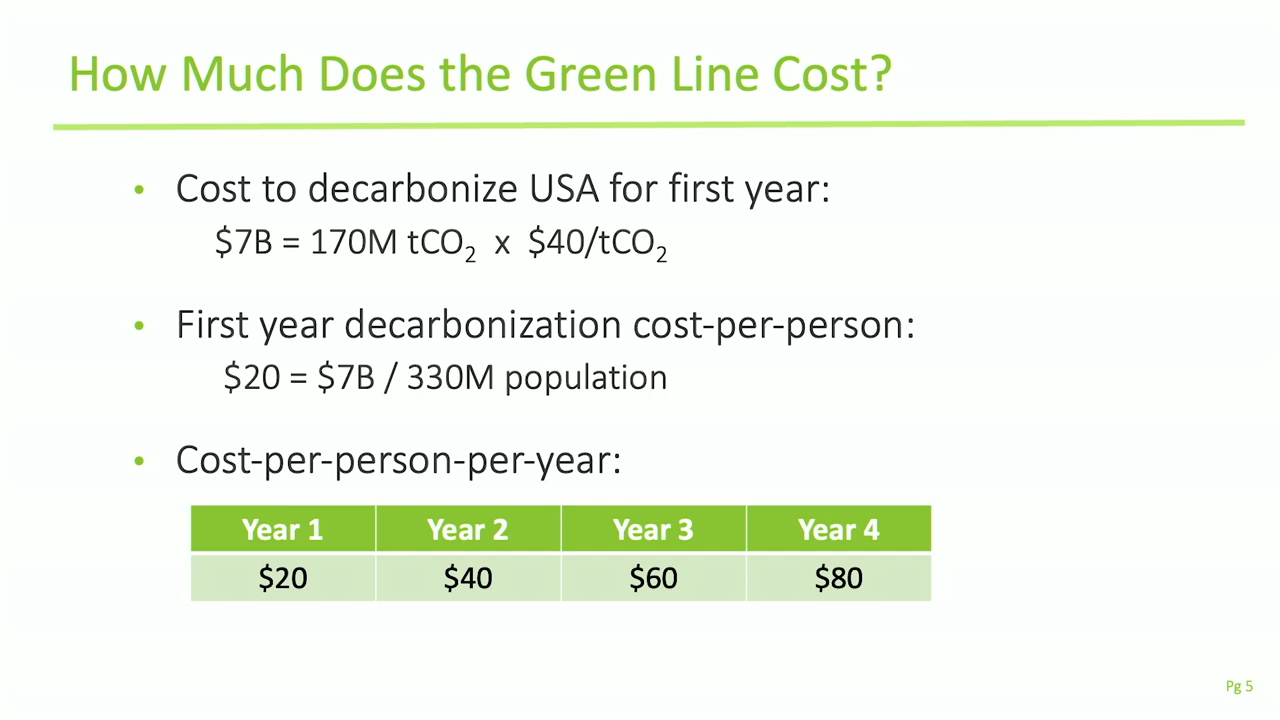 How Much Does the Green Line Cost?
• Cost to decarbonize USA for first year:
$7B = 170M tCO₂ x $40/tCO₂
• First year decarbonization cost-per-person:
$20 = $7B / 330M population
• Cost-per-person-per-year:
Year 1 Year 2 Year 3 Year 4
$20 $40 $60 $80
Pg 5